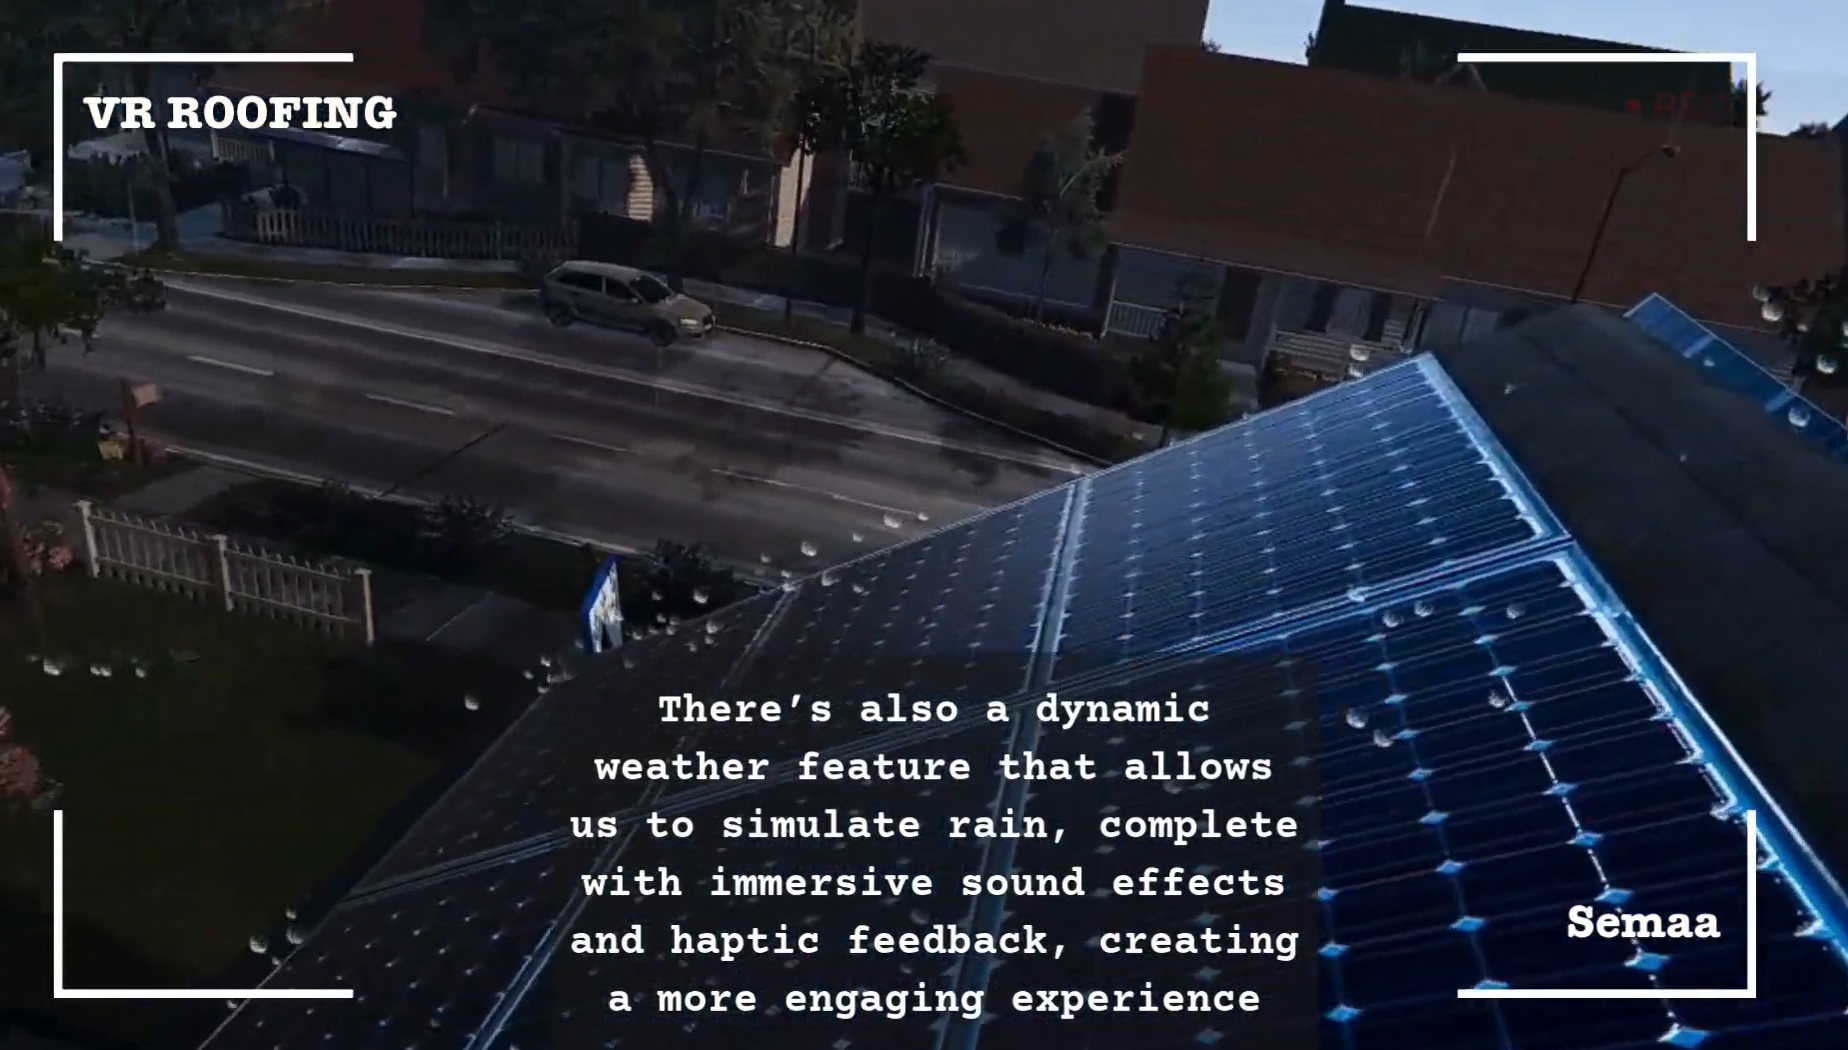 VR ROOFING
There's also a dynamic
weather feature that allows
us to simulate rain, complete
with immersive sound effects
and haptic feedback, creating
a more engaging experience
Semaa